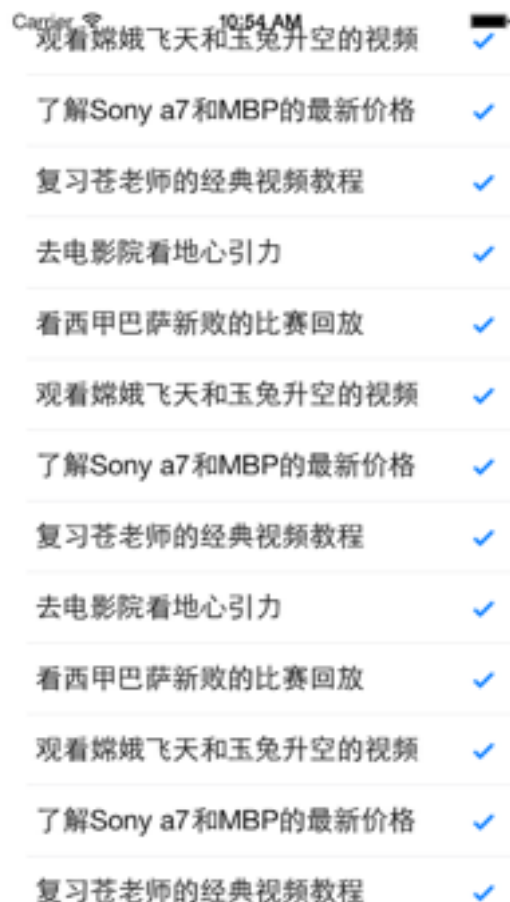 Carrier 10:54 AM
观看嫦娥飞天和玉兔升空的视频
了解Sony a7和MBP的最新价格
复习苍老师的经典视频教程
去电影院看地心引力
看西甲巴萨新败的比赛回放
观看嫦娥飞天和玉兔升空的视频
了解Sony a7和MBP的最新价格
复习苍老师的经典视频教程
去电影院看地心引力
看西甲巴萨新败的比赛回放
观看嫦娥飞天和玉兔升空的视频
了解Sony a7和MBP的最新价格
复习苍老师的经典视频教程